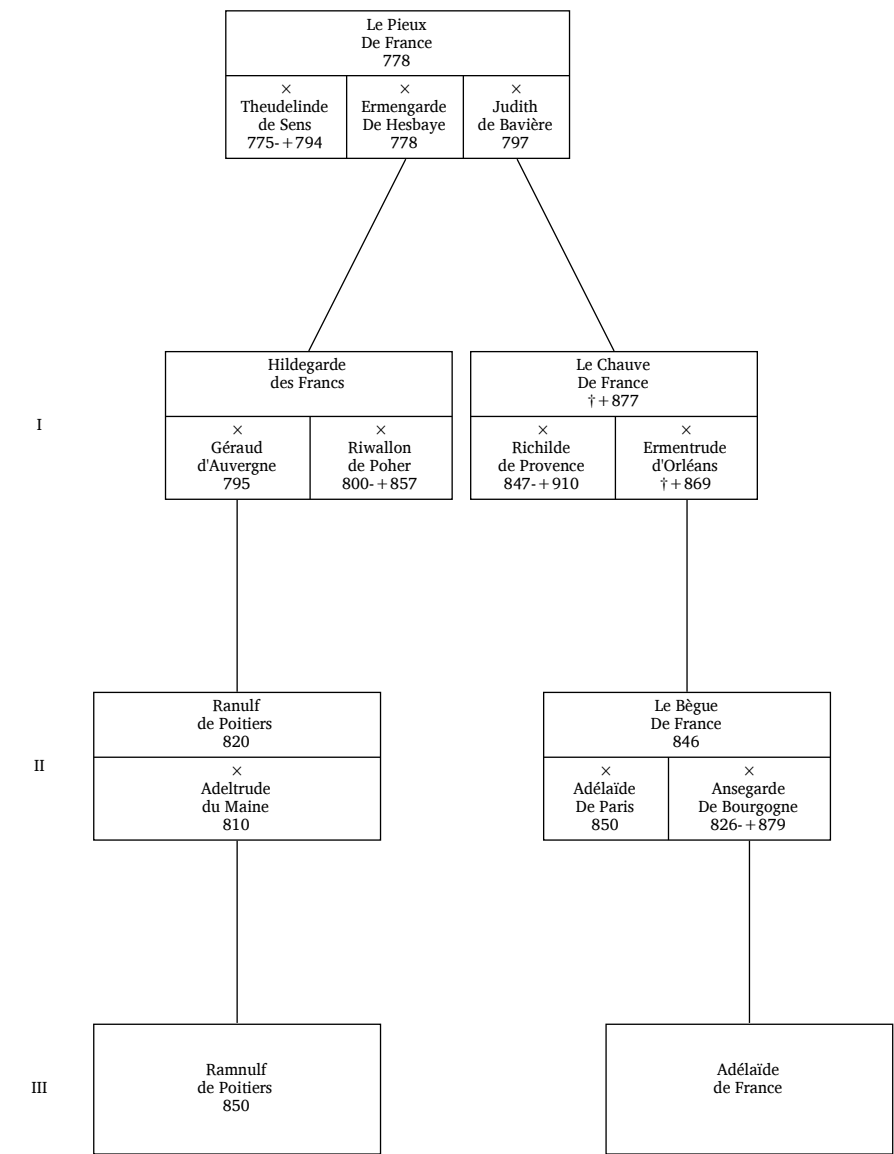 Le Pieux
De France
778
×
Theudelinde
de Sens
775-+794
×
Ermengarde
De Hesbaye
778
×
Judith
de Bavière
797
I
Hildegarde
des Francs
×
Géraud
d'Auvergne
795
×
Riwallon
de Poher
800-+857
Le Chauve
De France
†+877
×
Richilde
de Provence
847-+910
×
Ermentrude
d'Orléans
†+869
II
Ranulf
de Poitiers
820
×
Adeltrude
du Maine
810
Le Bègue
De France
846
×
Adélaïde
De Paris
850
×
Ansegarde
De Bourgogne
826-+879
III
Ramnulf
de Poitiers
850
Adélaïde
de France